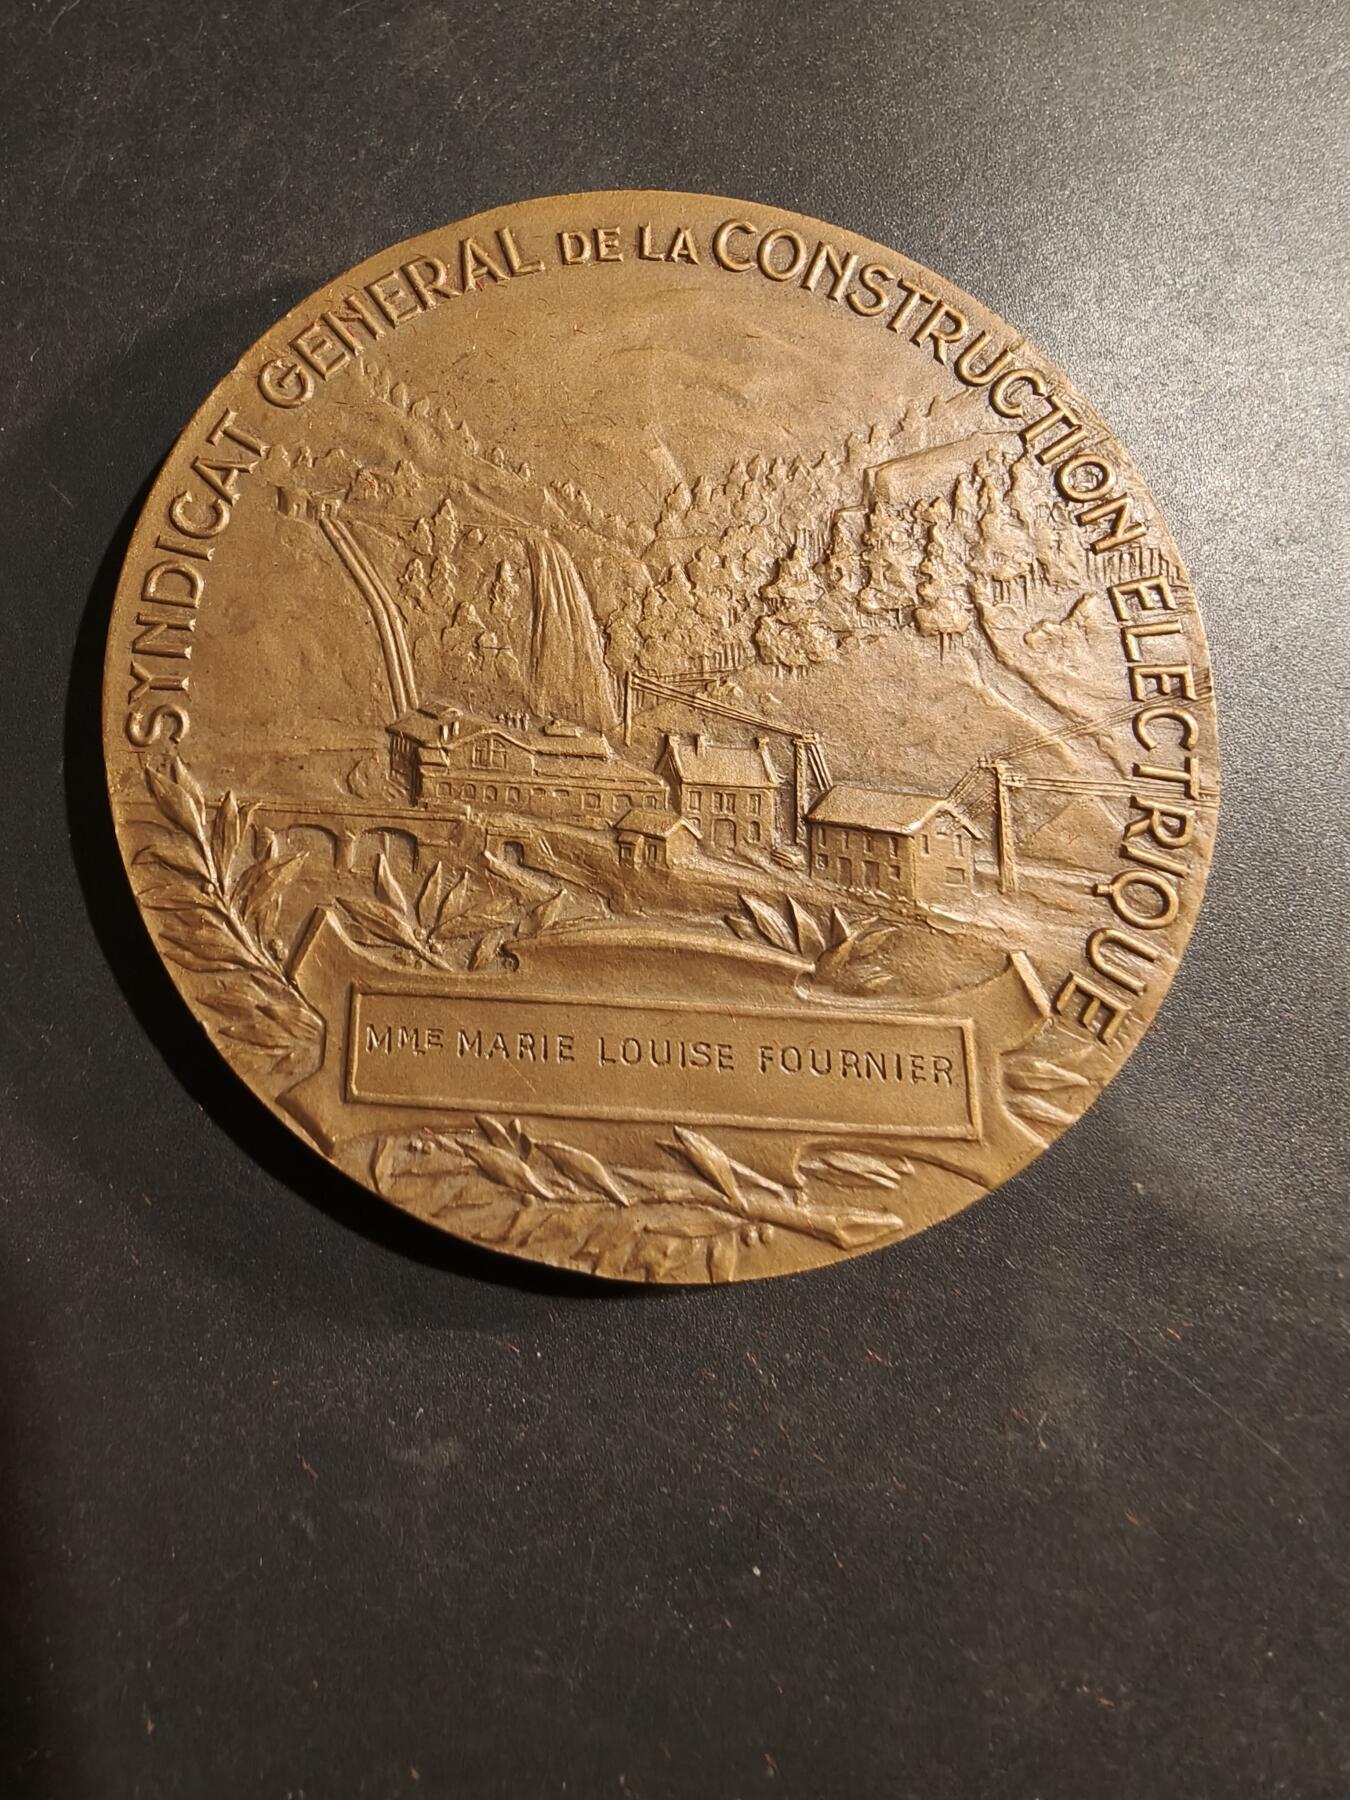 SYNDICAT GENERAL DE LA CONSTRUCTION ELECTRIQUE
MME MARIE LOUISE FOURNIER